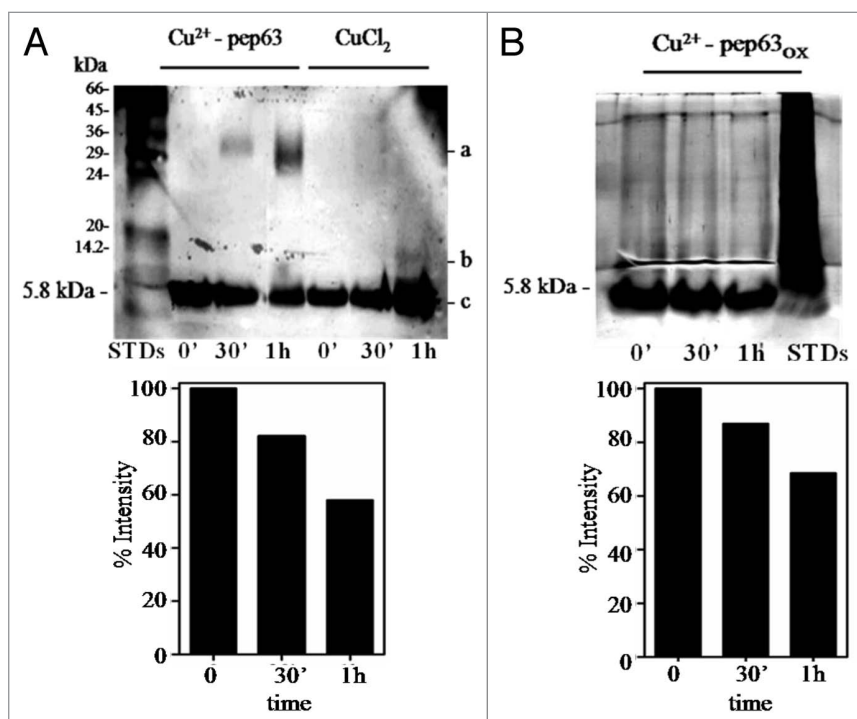 A
Cu²⁺ - pep63
CuCl₂
kDa
66-
45-
36-
29-
24-
20-
14.2-
5.8 kDa -
- a
- b
- c
STDs 0' 30' 1h 0' 30' 1h
% Intensity
100
80
60
40
20
0
0 30' 1h
time
B
Cu²⁺ - pep63ox
5.8 kDa -
0' 30' 1h STDs
% Intensity
100
80
60
40
20
0
0 30' 1h
time